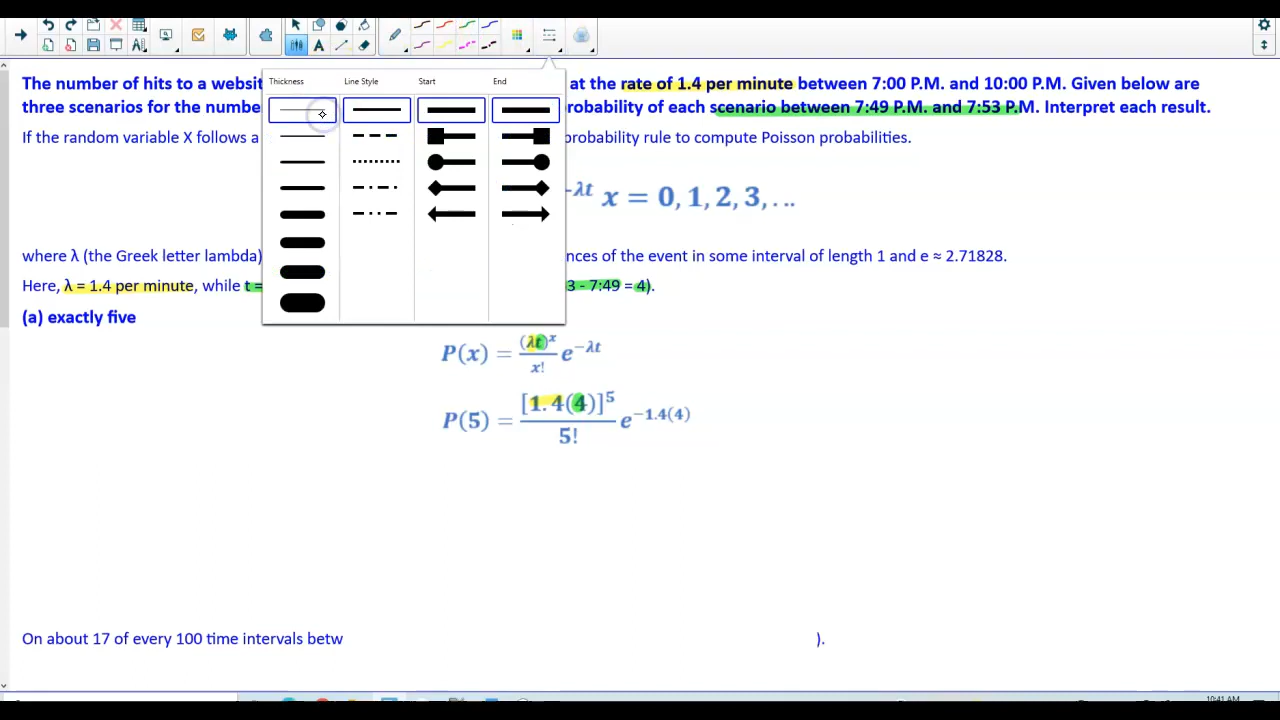 Thickness Line Style Start End
The number of hits to a websit at the rate of 1.4 per minute between 7:00 P.M. and 10:00 P.M. Given below are
three scenarios for the numbe robability of each scenario between 7:49 P.M. and 7:53 P.M. Interpret each result.
If the random variable X follows a probability rule to compute Poisson probabilities.
−λt x = 0, 1, 2, 3, . . .
where λ (the Greek letter lambda) nces of the event in some interval of length 1 and e ≈ 2.71828.
Here, λ = 1.4 per minute, while t = 3 - 7:49 = 4).
(a) exactly five
P(x) = (λt)^x / x! e^−λt
P(5) = [1.4(4)]^5 / 5! e^−1.4(4)
On about 17 of every 100 time intervals betw ).
10:41 AM